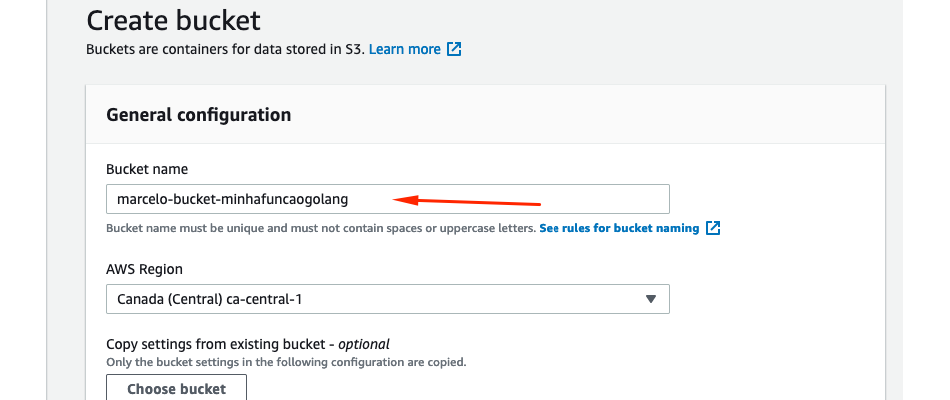 Create bucket
Buckets are containers for data stored in S3. Learn more
General configuration
Bucket name
marcelo-bucket-minhafuncaogolang
Bucket name must be unique and must not contain spaces or uppercase letters. See rules for bucket naming
AWS Region
Canada (Central) ca-central-1
Copy settings from existing bucket - optional
Only the bucket settings in the following configuration are copied.
Choose bucket